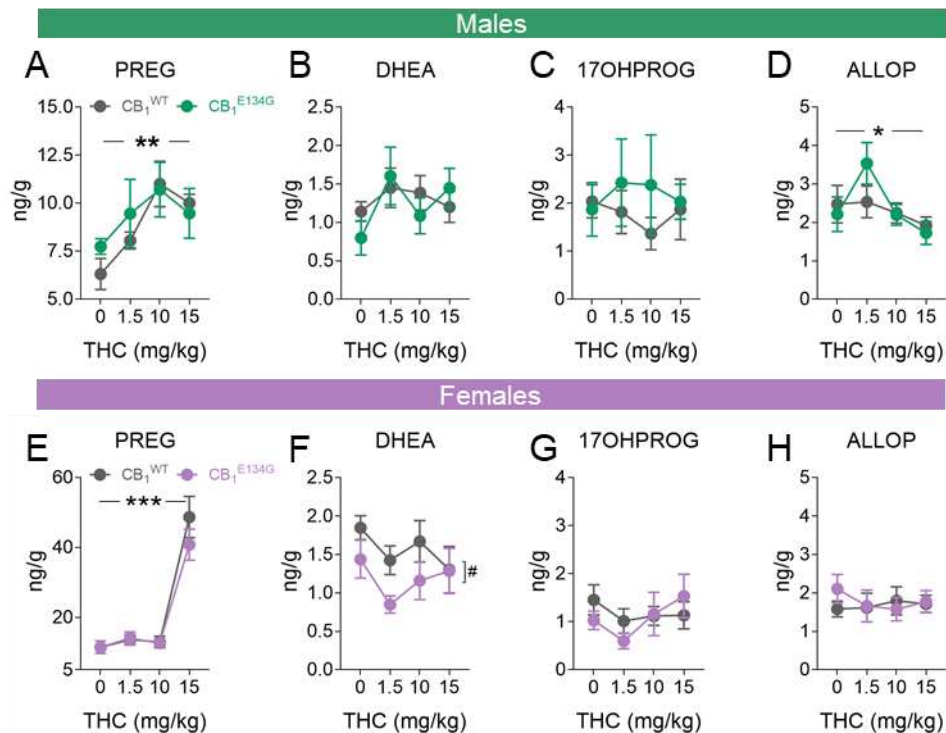 Males
A B C D
PREG DHEA 17OHPROG ALLOP
CB1WT CB1E134G
** *
ng/g ng/g ng/g ng/g
15.0 2.5 4 5
12.5 2.0 3 4
10.0 1.5 2 3
7.5 1.0 1 2
5.0 0.5 0 1
0.0 0
0 1.5 10 15 0 1.5 10 15 0 1.5 10 15 0 1.5 10 15
THC (mg/kg) THC (mg/kg) THC (mg/kg) THC (mg/kg)
Females
E F G H
PREG DHEA 17OHPROG ALLOP
CB1WT CB1E134G
*** #
ng/g ng/g ng/g ng/g
60 2.5 4 5
40 2.0 3 4
20 1.5 2 3
5 1.0 1 2
0.5 0 1
0.0 0
0 1.5 10 15 0 1.5 10 15 0 1.5 10 15 0 1.5 10 15
THC (mg/kg) THC (mg/kg) THC (mg/kg) THC (mg/kg)